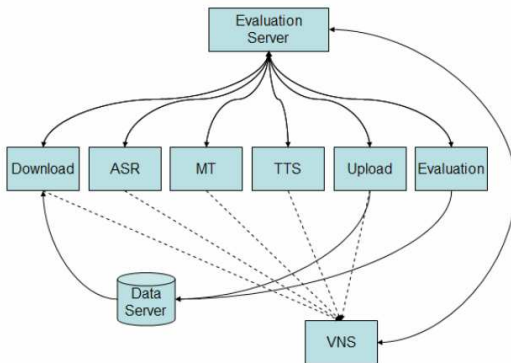 Evaluation
Server
Download
ASR
MT
TTS
Upload
Evaluation
Data
Server
VNS